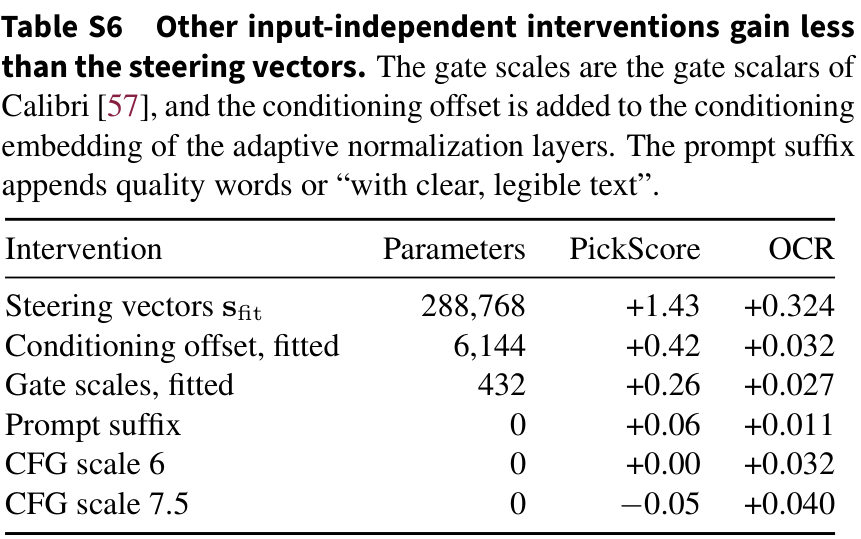 Table S6 Other input-independent interventions gain less
than the steering vectors. The gate scales are the gate scalars of
Calibri [57], and the conditioning offset is added to the conditioning
embedding of the adaptive normalization layers. The prompt suffix
appends quality words or “with clear, legible text”.
Intervention Parameters PickScore OCR
Steering vectors s_fit 288,768 +1.43 +0.324
Conditioning offset, fitted 6,144 +0.42 +0.032
Gate scales, fitted 432 +0.26 +0.027
Prompt suffix 0 +0.06 +0.011
CFG scale 6 0 +0.00 +0.032
CFG scale 7.5 0 −0.05 +0.040